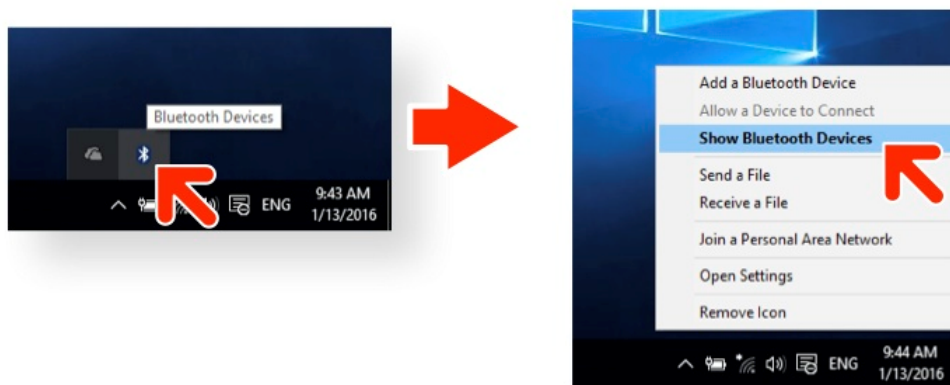 Bluetooth Devices
ENG
9:43 AM
1/13/2016
Add a Bluetooth Device
Allow a Device to Connect
Show Bluetooth Devices
Send a File
Receive a File
Join a Personal Area Network
Open Settings
Remove Icon
ENG
9:44 AM
1/13/2016